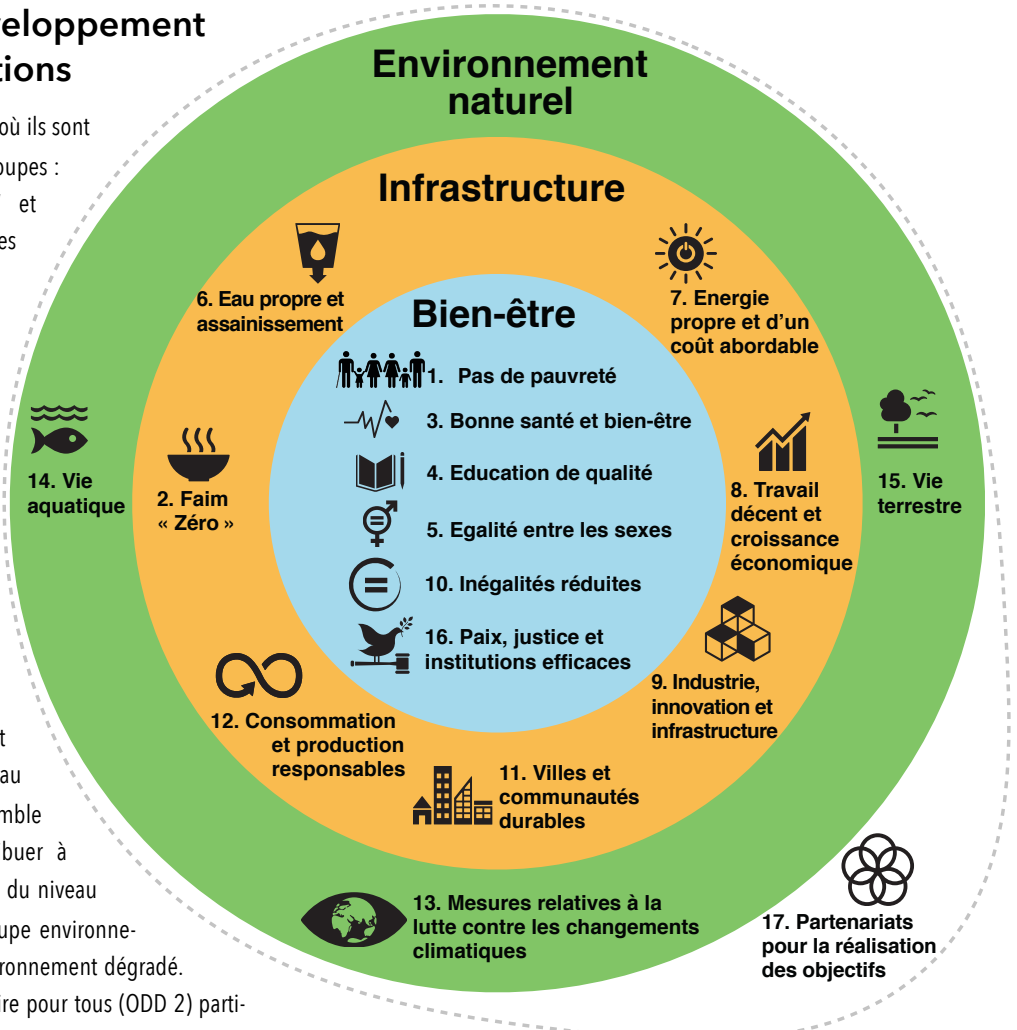 veloppement
tions
où ils sont
oupes :
et
es
Environnement
naturel
Infrastructure
6. Eau propre et
assainissement
7. Energie
propre et d’un
coût abordable
Bien-être
1. Pas de pauvreté
3. Bonne santé et bien-être
4. Education de qualité
5. Egalité entre les sexes
10. Inégalités réduites
16. Paix, justice et
institutions efficaces
14. Vie
aquatique
2. Faim
« Zéro »
8. Travail
décent et
croissance
économique
15. Vie
terrestre
9. Industrie,
innovation et
infrastructure
12. Consommation
et production
responsables
11. Villes et
communautés
durables
13. Mesures relatives à la
lutte contre les changements
climatiques
17. Partenariats
pour la réalisation
des objectifs
t
au
mble
buer à
du niveau
upe environne-
ronnement dégradé.
ire pour tous (ODD 2) parti-